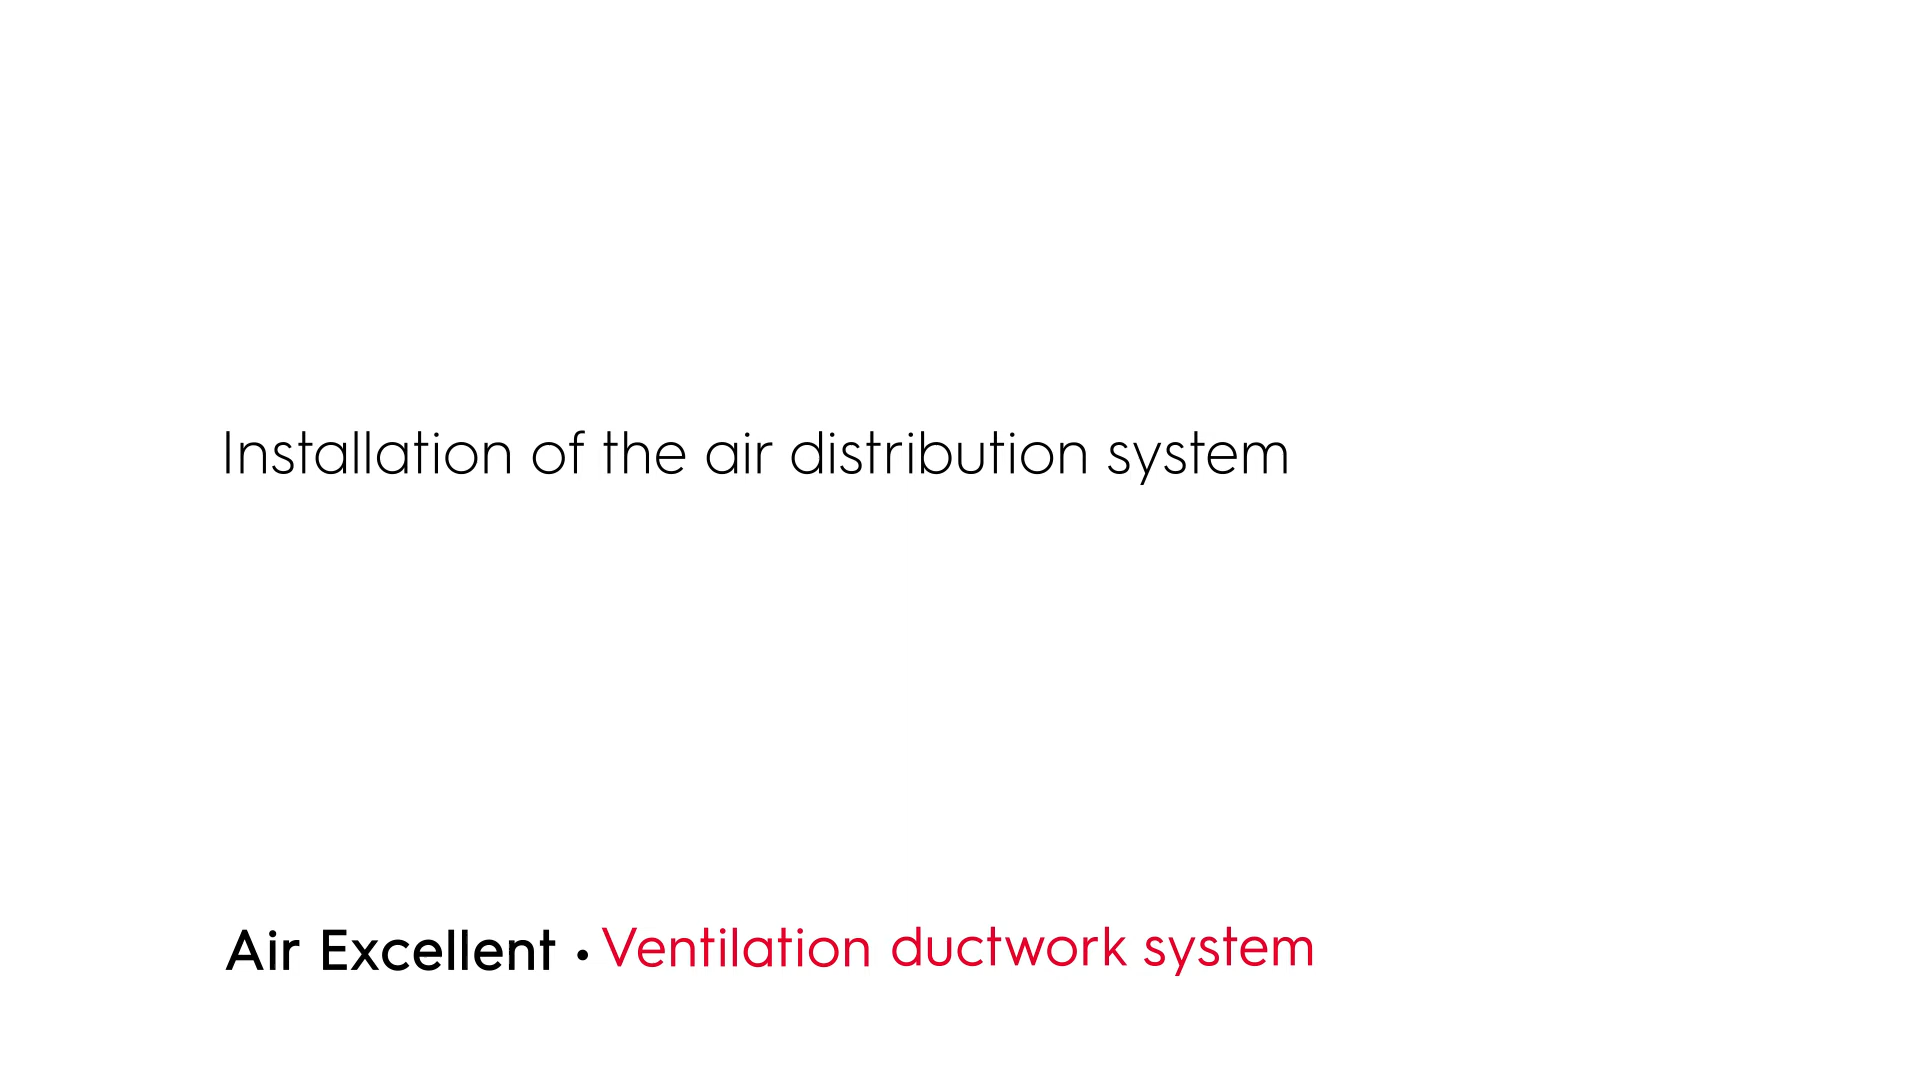 Installation of the air distribution system
Air Excellent • Ventilation ductwork system